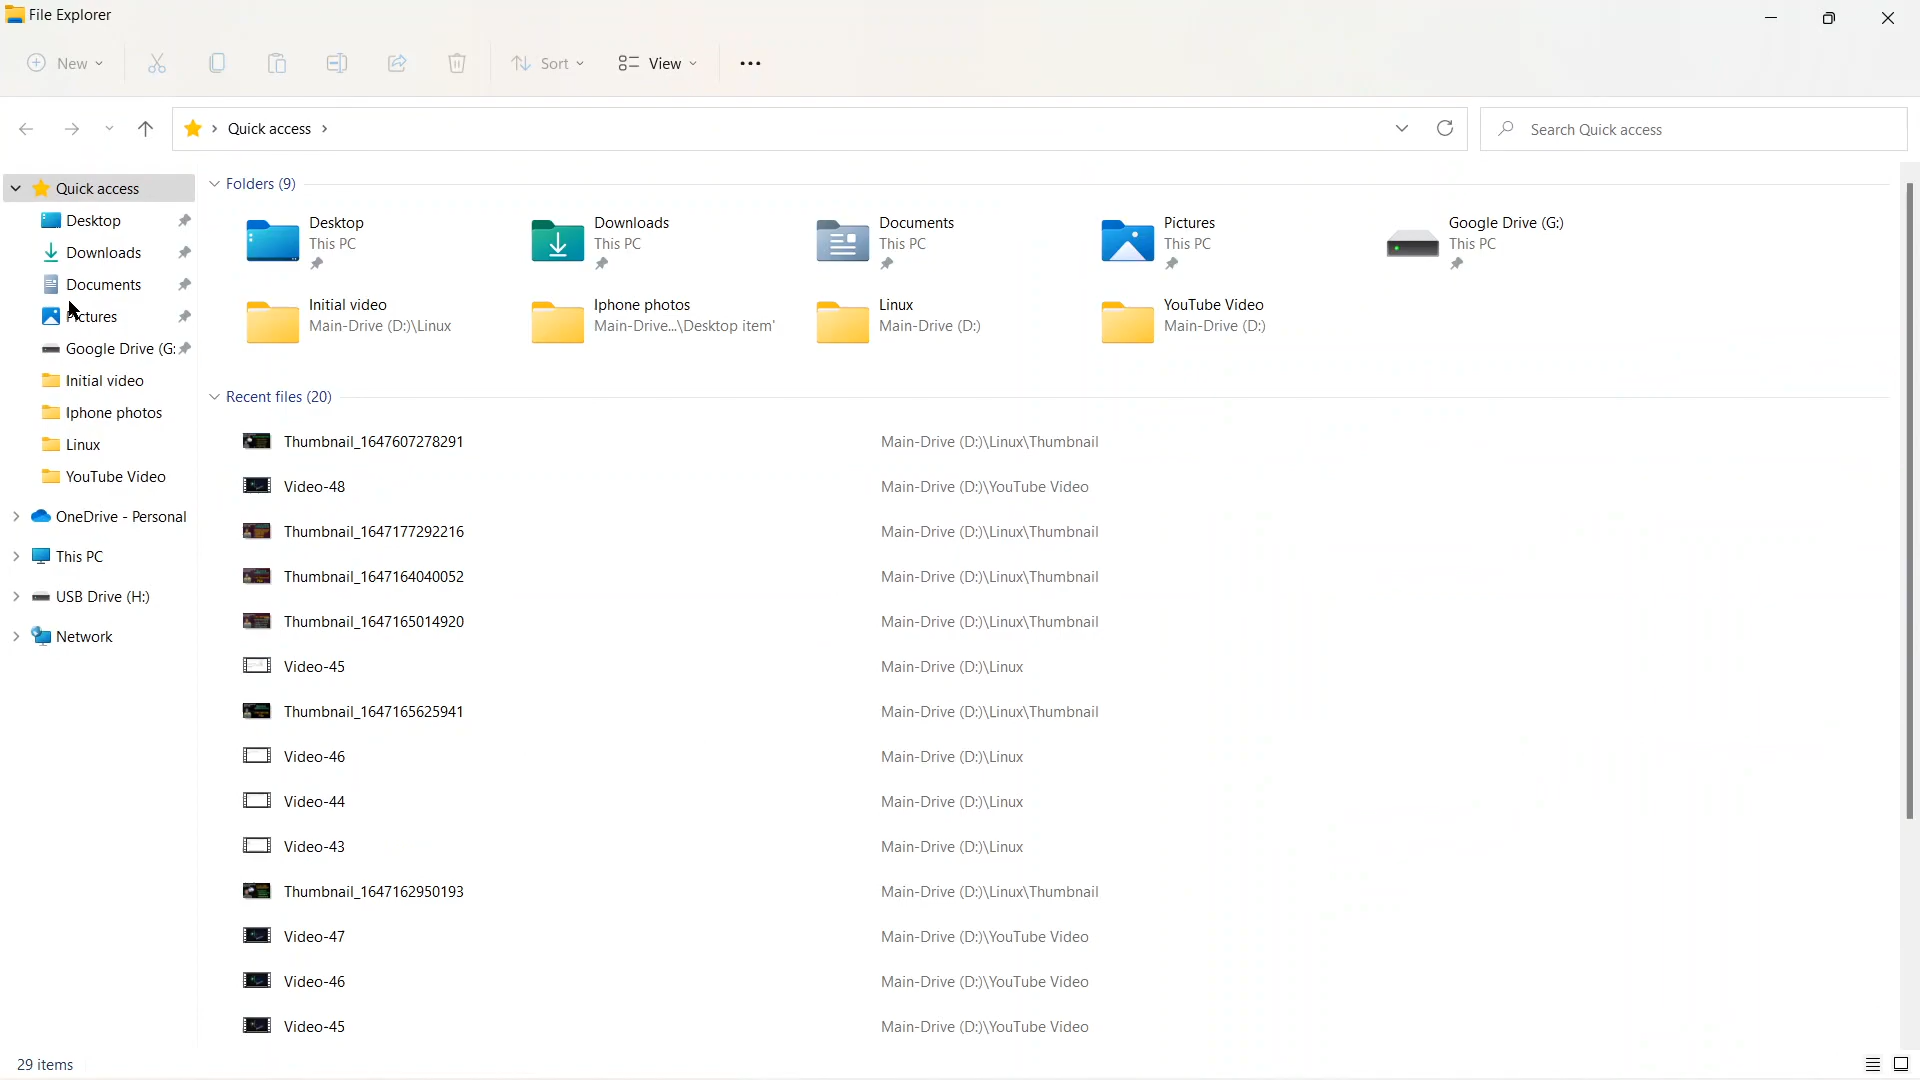 File Explorer
New
Sort
View
Quick access
Search Quick access
Quick access
Desktop
Downloads
Documents
Pictures
Google Drive (G:
Initial video
Iphone photos
Linux
YouTube Video
OneDrive - Personal
This PC
USB Drive (H:)
Network
Folders (9)
Desktop
This PC
Downloads
This PC
Documents
This PC
Pictures
This PC
Google Drive (G:)
This PC
Initial video
Main-Drive (D:)\Linux
Iphone photos
Main-Drive...\Desktop item'
Linux
Main-Drive (D:)
YouTube Video
Main-Drive (D:)
Recent files (20)
Thumbnail_1647607278291 Main-Drive (D:)\Linux\Thumbnail
Video-48 Main-Drive (D:)\YouTube Video
Thumbnail_1647177292216 Main-Drive (D:)\Linux\Thumbnail
Thumbnail_1647164040052 Main-Drive (D:)\Linux\Thumbnail
Thumbnail_1647165014920 Main-Drive (D:)\Linux\Thumbnail
Video-45 Main-Drive (D:)\Linux
Thumbnail_1647165625941 Main-Drive (D:)\Linux\Thumbnail
Video-46 Main-Drive (D:)\Linux
Video-44 Main-Drive (D:)\Linux
Video-43 Main-Drive (D:)\Linux
Thumbnail_1647162950193 Main-Drive (D:)\Linux\Thumbnail
Video-47 Main-Drive (D:)\YouTube Video
Video-46 Main-Drive (D:)\YouTube Video
Video-45 Main-Drive (D:)\YouTube Video
29 items